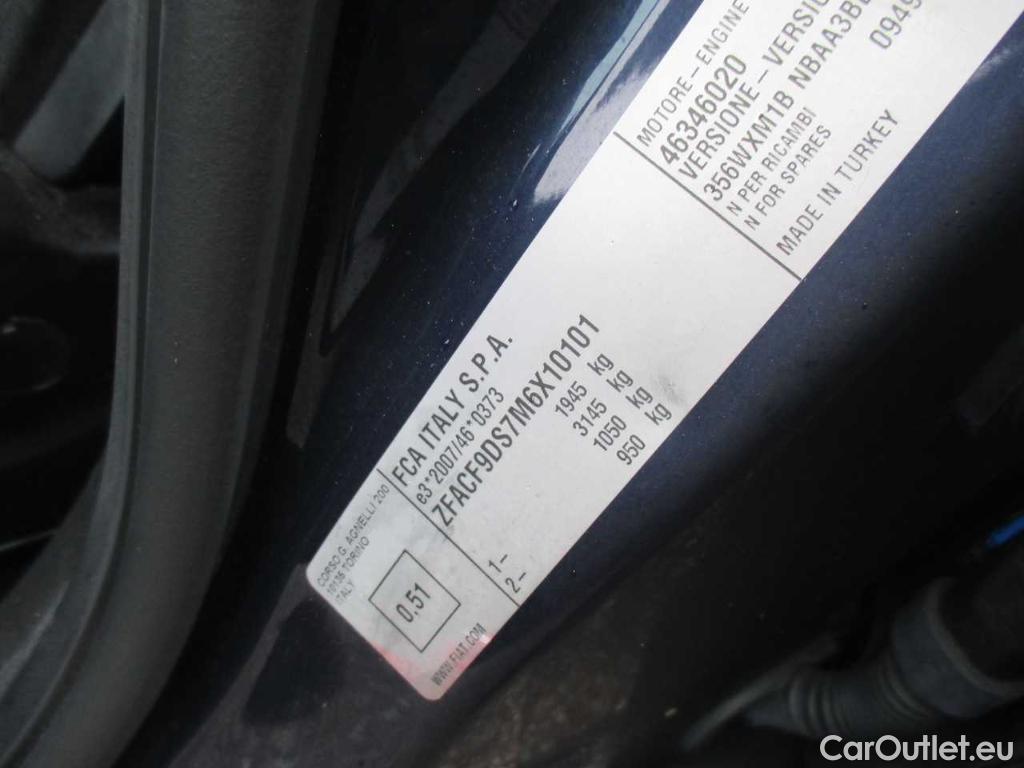 CORSO G. AGNELLI 200
10135 TORINO
ITALY
0.51
WWW.FIAT.COM
FCA ITALY S.P.A.
e3*2007/46*0373
ZFACF9DS7M6X10101
1945 kg
3145 kg
1– 1050 kg
2– 950 kg
MOTORE – ENGINE
46346020
VERSIONE – VERSIO
356WXM1B NBAA3B
N PER RICAMBI
N FOR SPARES
0949
MADE IN TURKEY
CarOutlet.eu